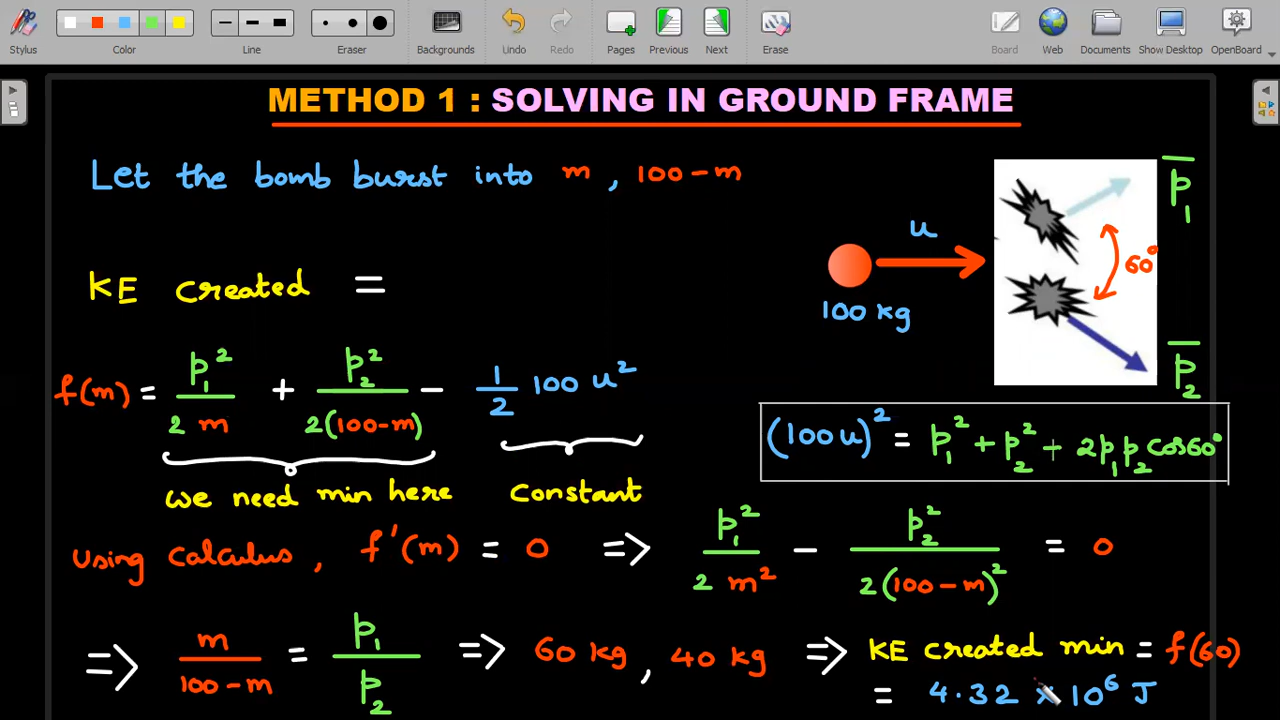 Stylus Color Line Eraser Backgrounds Undo Redo Pages Previous Next Erase Board Web Documents Show Desktop OpenBoard
METHOD 1 : SOLVING IN GROUND FRAME
Let the bomb burst into m , 100-m
p̅₁
u
60°
100 kg
KE created =
p̅₂
f(m) = p₁²/2m + p₂²/2(100-m) - 1/2 100 u²
(100u)² = p₁² + p₂² + 2p₁p₂cos60°
we need min here Constant
Using Calculus , f'(m) = 0 => p₁²/2m² - p₂²/2(100-m)² = 0
=> m/100-m = p₁/p₂ => 60 kg , 40 kg => KE created min = f(60)
= 4.32 × 10⁶ J